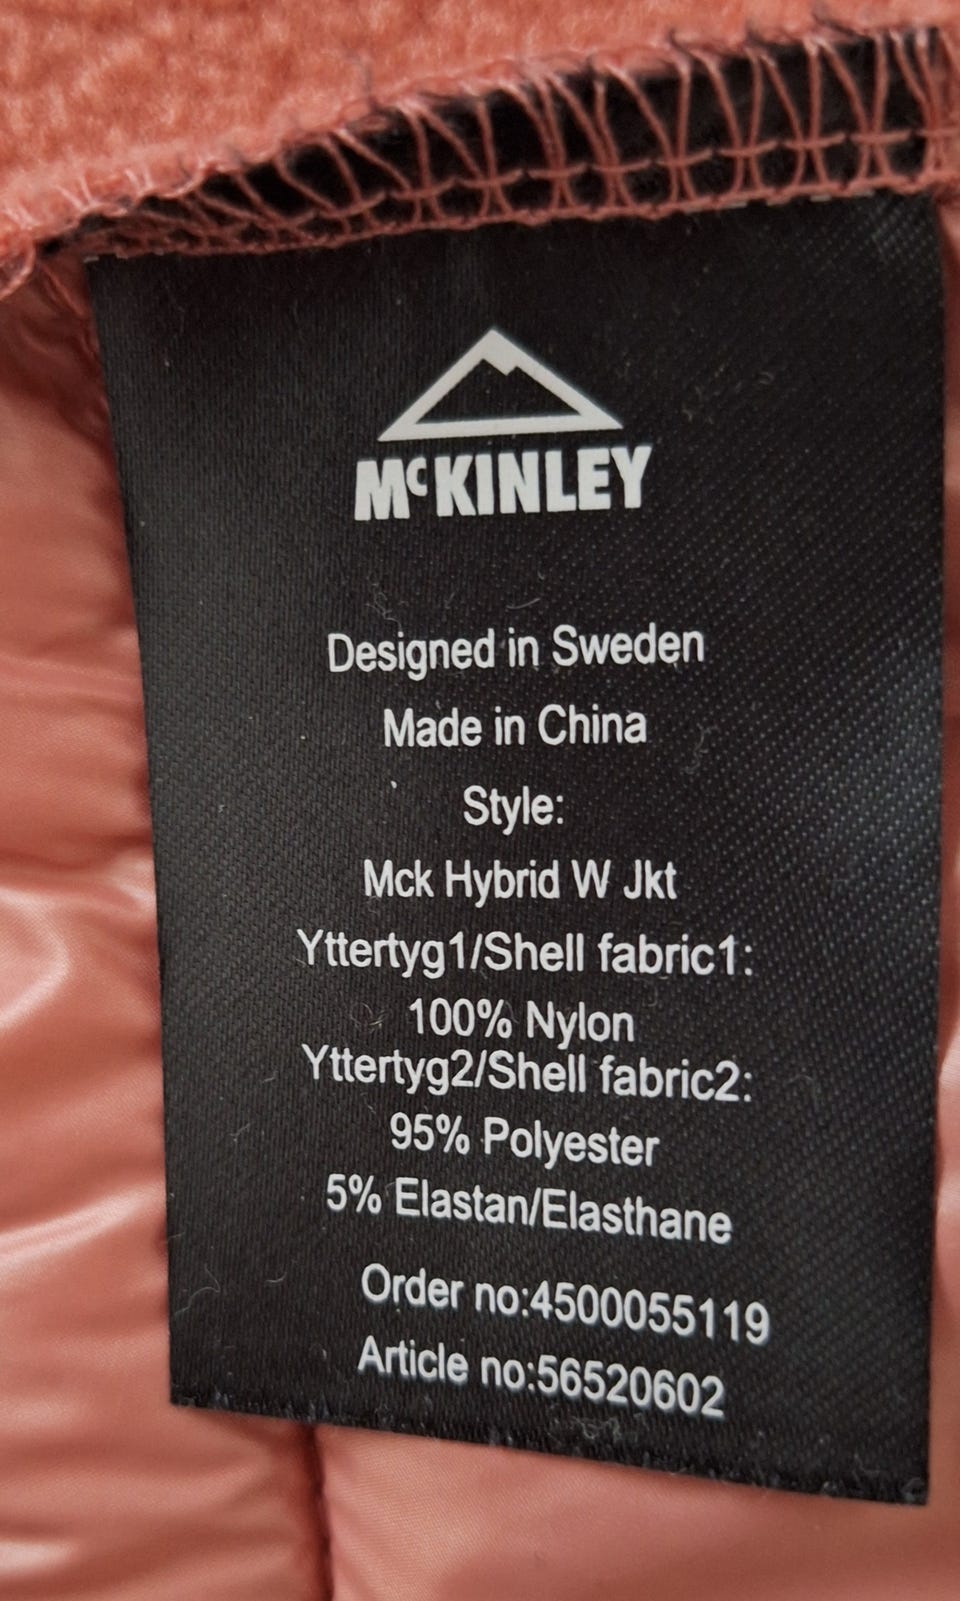 McKINLEY
Designed in Sweden
Made in China
Style:
Mck Hybrid W Jkt
Yttertyg1/Shell fabric1:
100% Nylon
Yttertyg2/Shell fabric2:
95% Polyester
5% Elastan/Elasthane
Order no:4500055119
Article no:56520602